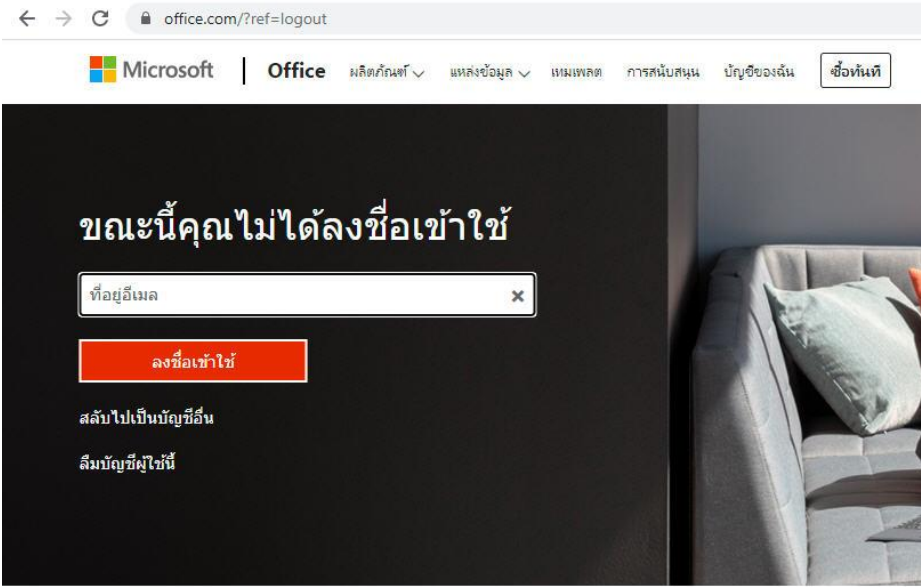 office.com/?ref=logout
Microsoft | Office ผลิตภัณฑ์ แหล่งข้อมูล เทมเพลต การสนับสนุน บัญชีของฉัน ซื้อทันที
ขณะนี้คุณไม่ได้ลงชื่อเข้าใช้
ที่อยู่อีเมล
ลงชื่อเข้าใช้
สลับไปเป็นบัญชีอื่น
ลืมบัญชีผู้ใช้นี้